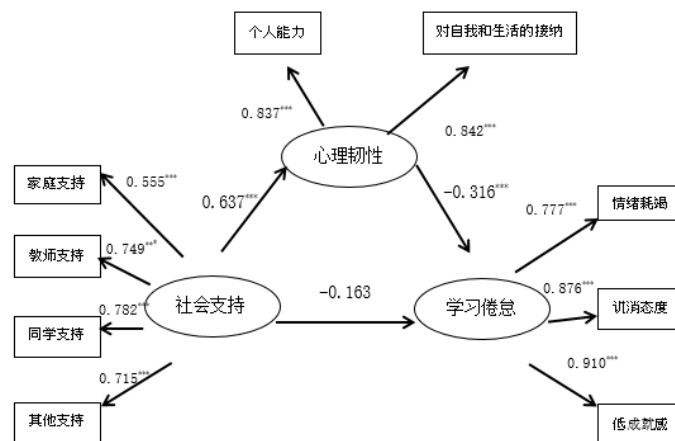 个人能力
对自我和生活的接纳
0.837***
0.842***
心理韧性
家庭支持
0.555***
0.637***
-0.316***
0.777***
情绪耗竭
教师支持
0.749***
社会支持
-0.163
学习倦怠
0.876***
讥消态度
同学支持
0.782***
0.715***
0.910***
其他支持
低成就感